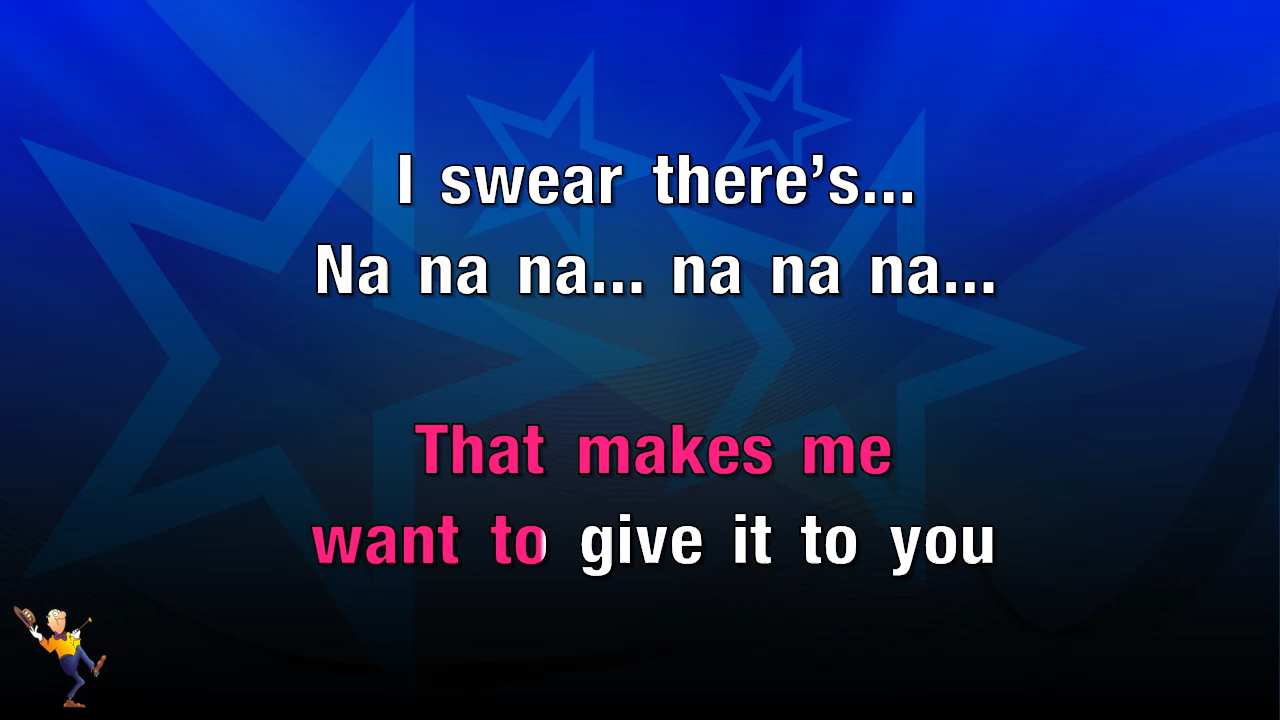 I swear there’s...
Na na na... na na na...
That makes me
want to give it to you